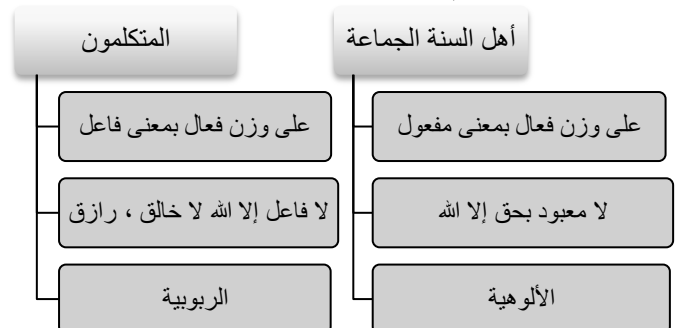 أهل السنة الجماعة
على وزن فعال بمعنى مفعول
لا معبود بحق إلا الله
الألوهية
المتكلمون
على وزن فعال بمعنى فاعل
لا فاعل إلا الله لا خالق ، رازق
الربوبية